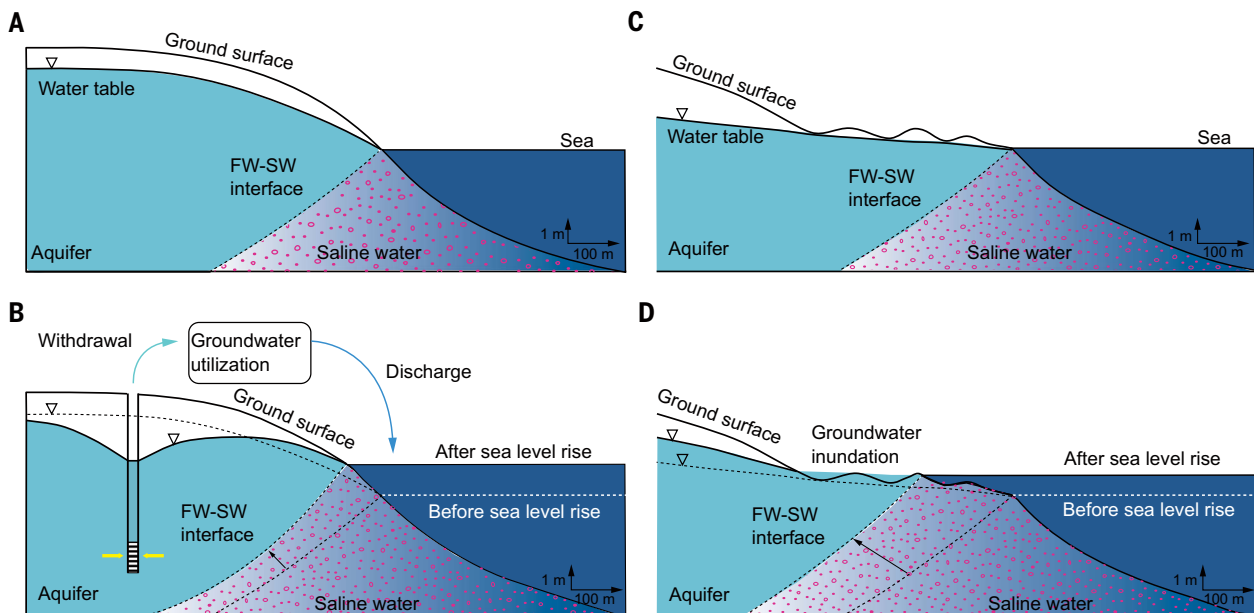 A
Ground surface
Water table
Sea
FW-SW
interface
1 m
100 m
Aquifer
Saline water
C
Ground surface
Water table
Sea
FW-SW
interface
1 m
100 m
Aquifer
Saline water
B
Withdrawal
Groundwater
utilization
Discharge
Ground surface
After sea level rise
Before sea level rise
FW-SW
interface
1 m
100 m
Aquifer
Saline water
D
Ground surface
Groundwater
inundation
After sea level rise
Before sea level rise
FW-SW
interface
1 m
100 m
Aquifer
Saline water